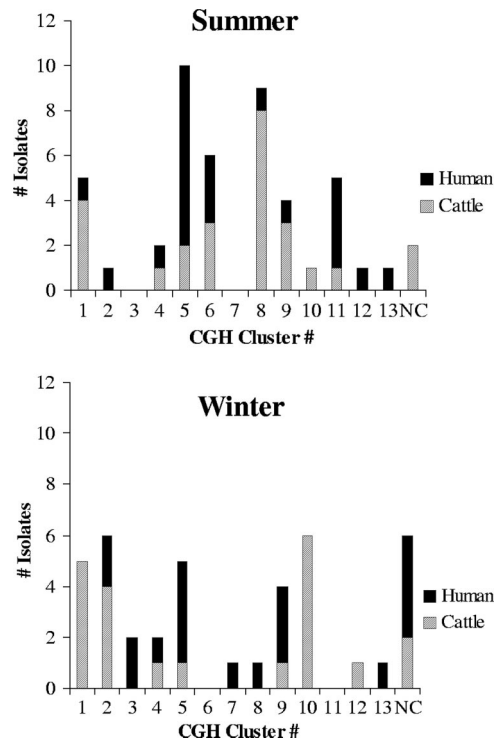 Summer
12
10
8
6
4
2
0
# Isolates
Human
Cattle
1 2 3 4 5 6 7 8 9 10 11 12 13 NC
CGH Cluster #
Winter
12
10
8
6
4
2
0
# Isolates
Human
Cattle
1 2 3 4 5 6 7 8 9 10 11 12 13 NC
CGH Cluster #